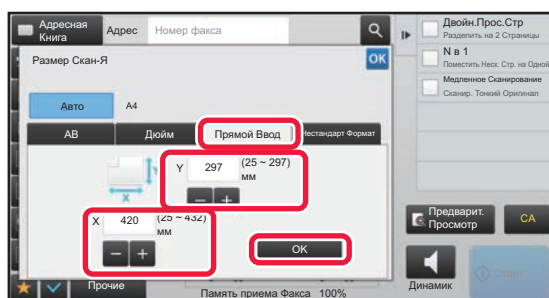 Адресная
Книга
Адрес
Номер факса
Двойн.Прос.Стр
Разделить на 2 Страницы
N в 1
Поместить Неск. Стр. на Одной
Медленное Сканирование
Сканир. Тонкий Оригинал
Размер Скан-Я
OK
Авто
A4
AB
Дюйм
Прямой Ввод
Нестандарт Формат
Y
Y 297 (25 ~ 297)
мм
X
X 420 (25 ~ 432)
мм
OK
Предварит.
Просмотр
CA
Прочие
Память приема Факса 100%
Динамик
Старт